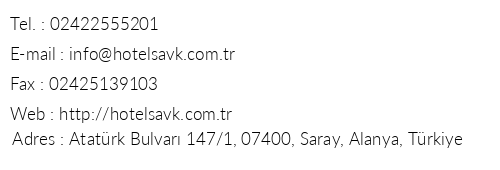 Tel. : 02422555201
E-mail : info@hotelsavk.com.tr
Fax : 02425139103
Web : http://hotelsavk.com.tr
Adres : Atatürk Bulvarı 147/1, 07400, Saray, Alanya, Türkiye